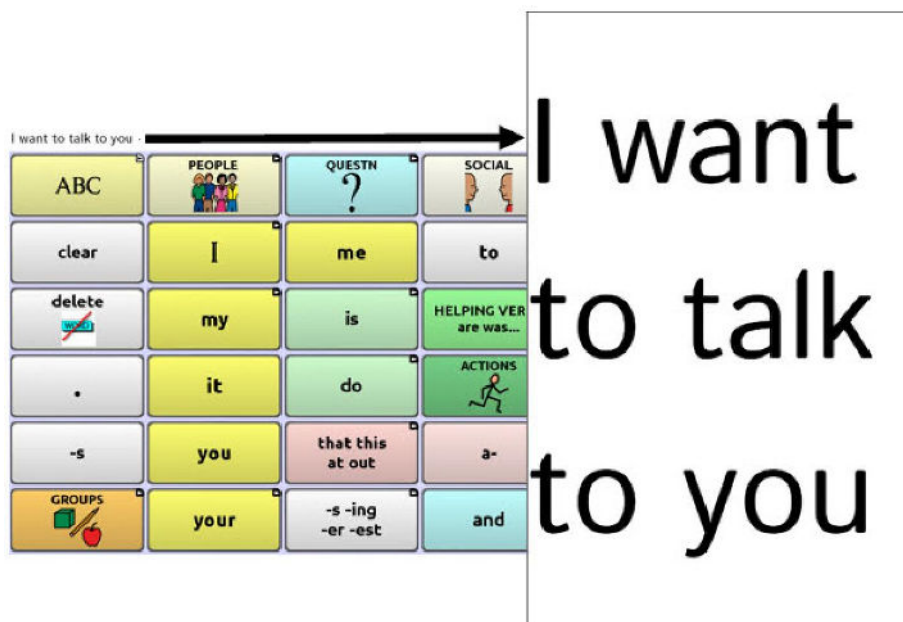 I want to talk to you -
ABC
PEOPLE
QUESTN
?
SOCIAL
clear
I
me
to
delete
WORD
my
is
HELPING VER
are was...
.
it
do
ACTIONS
-s
you
that this
at out
a-
GROUPS
your
-s -ing
-er -est
and
I want
to talk
to you